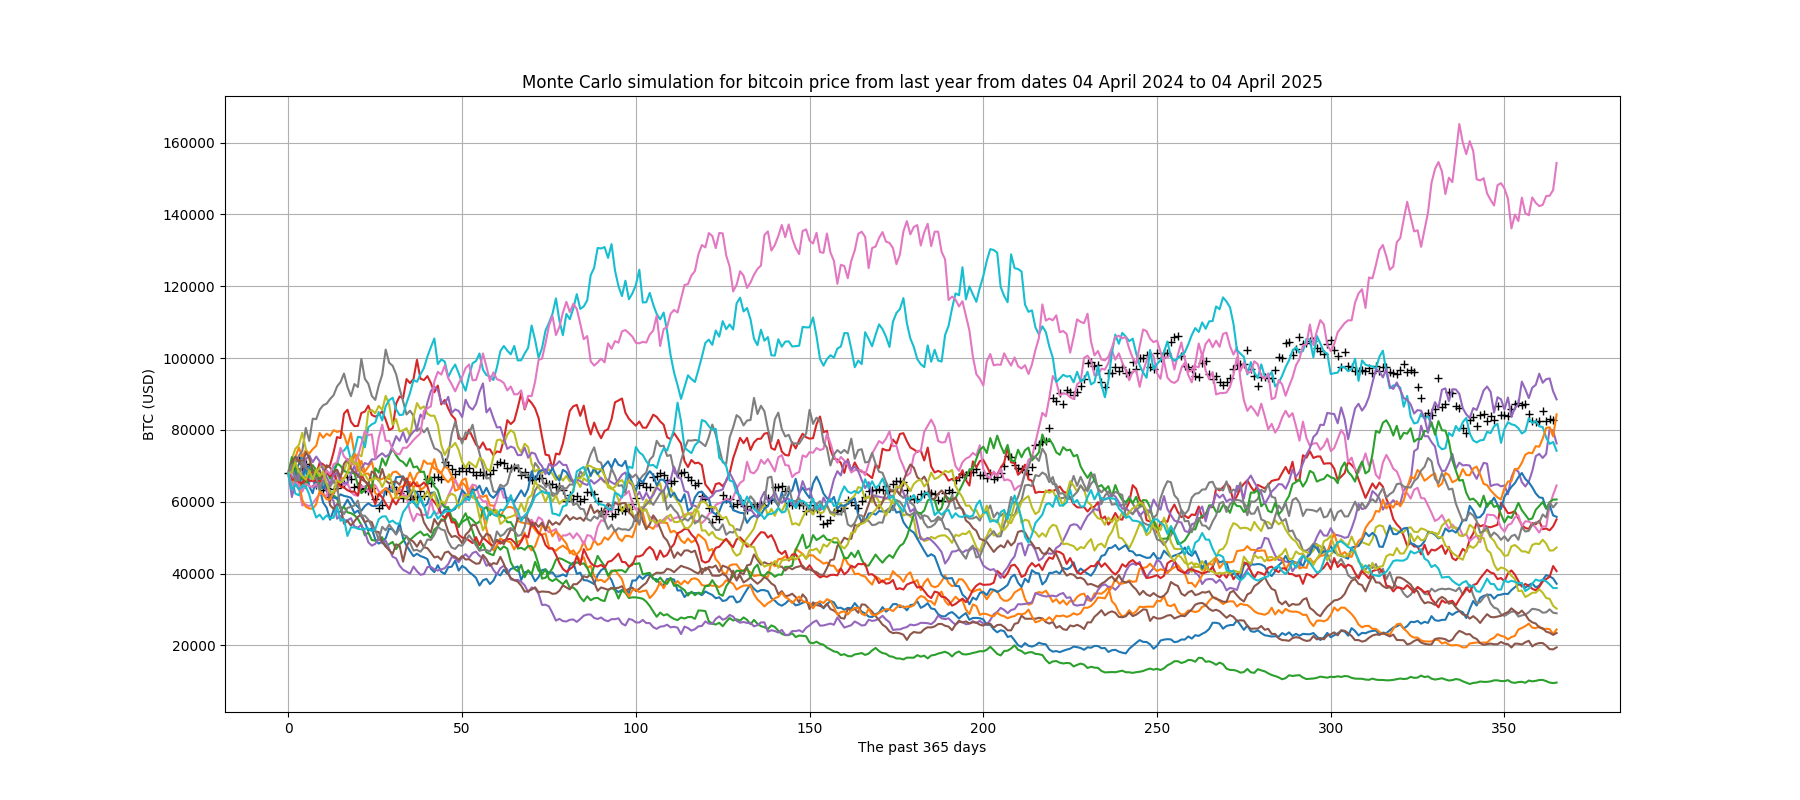 Monte Carlo simulation for bitcoin price from last year from dates 04 April 2024 to 04 April 2025
160000
140000
120000
100000
80000
60000
40000
20000
BTC (USD)
0 50 100 150 200 250 300 350
The past 365 days